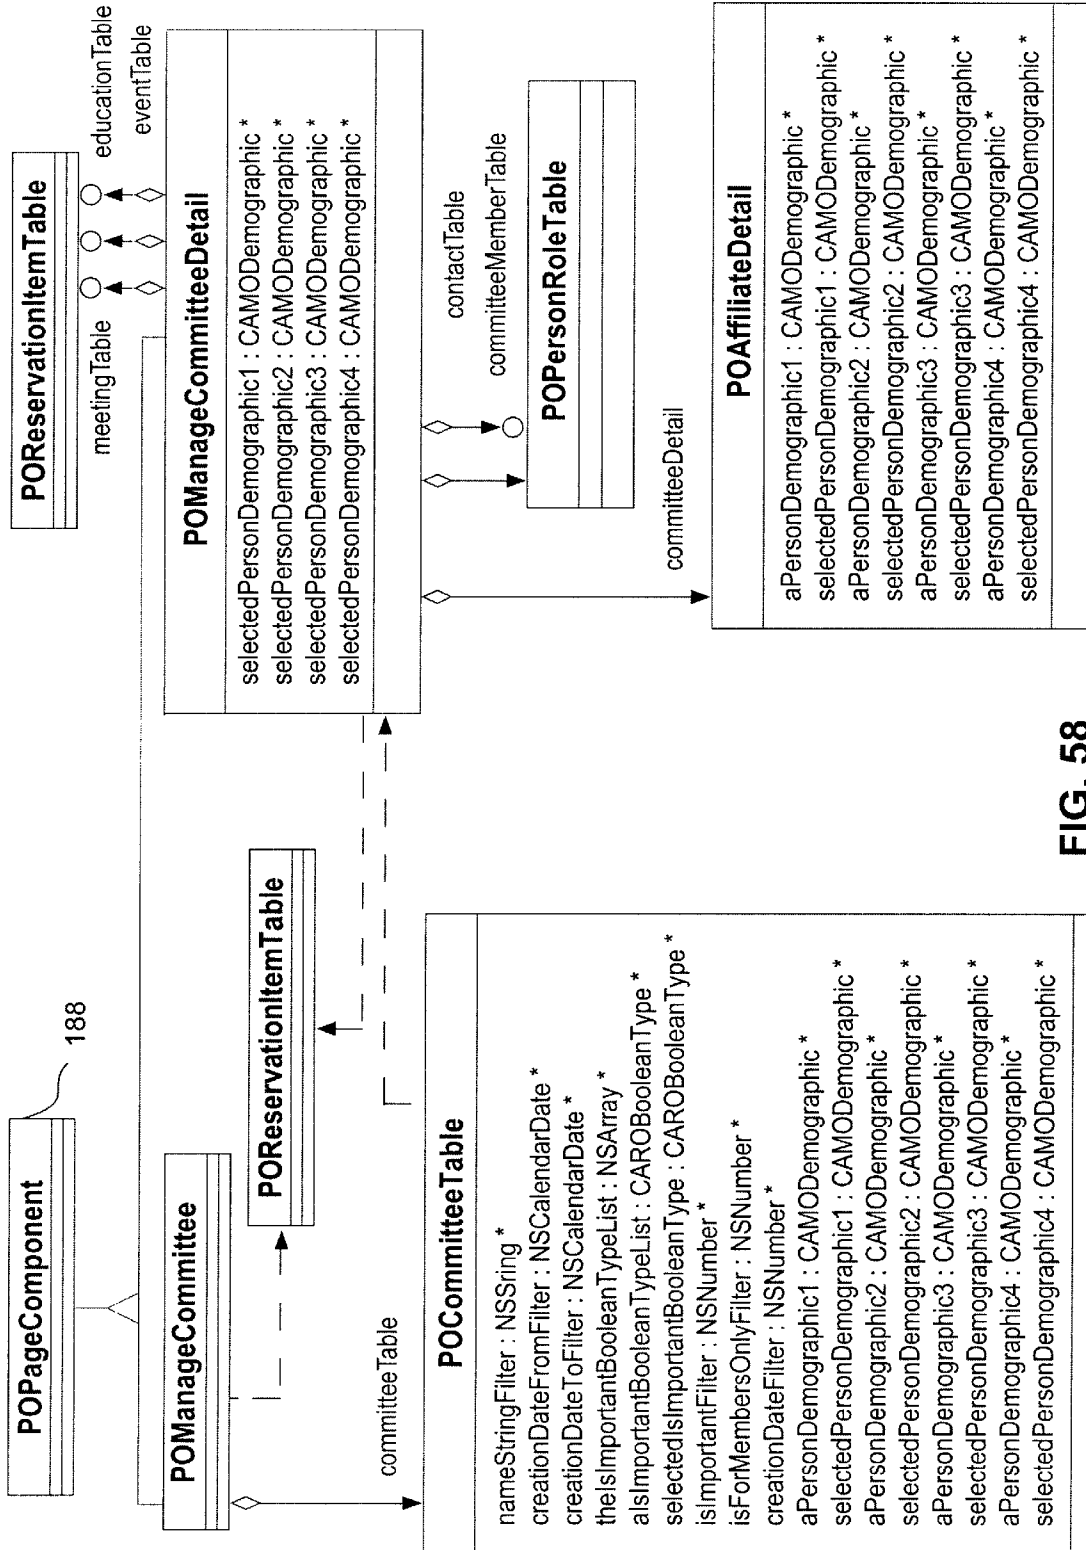 POPageComponent
188
POManageCommittee
POReservationItemTable
committeeTable
POCommitteeTable
nameStringFilter : NSSring *
creationDateFromFilter : NSCalendarDate *
creationDateToFilter : NSCalendarDate *
theIsImportantBooleanTypeList : NSArray *
aIsImportantBooleanTypeList : CAROBooleanType *
selectedIsImportantBooleanType : CAROBooleanType *
isImportantFilter : NSNumber *
isForMembersOnlyFilter : NSNumber *
creationDateFilter : NSNumber *
aPersonDemographic1 : CAMODemographic *
selectedPersonDemographic1 : CAMODemographic *
aPersonDemographic2 : CAMODemographic *
selectedPersonDemographic2 : CAMODemographic *
aPersonDemographic3 : CAMODemographic *
selectedPersonDemographic3 : CAMODemographic *
aPersonDemographic4 : CAMODemographic *
selectedPersonDemographic4 : CAMODemographic *
POReservationItemTable
meetingTable
educationTable
eventTable
POManageCommitteeDetail
selectedPersonDemographic1 : CAMODemographic *
selectedPersonDemographic2 : CAMODemographic *
selectedPersonDemographic3 : CAMODemographic *
selectedPersonDemographic4 : CAMODemographic *
contactTable
committeeMemberTable
POPersonRoleTable
committeeDetail
POAffiliateDetail
aPersonDemographic1 : CAMODemographic *
selectedPersonDemographic1 : CAMODemographic *
aPersonDemographic2 : CAMODemographic *
selectedPersonDemographic2 : CAMODemographic *
aPersonDemographic3 : CAMODemographic *
selectedPersonDemographic3 : CAMODemographic *
aPersonDemographic4 : CAMODemographic *
selectedPersonDemographic4 : CAMODemographic *
FIG. 58